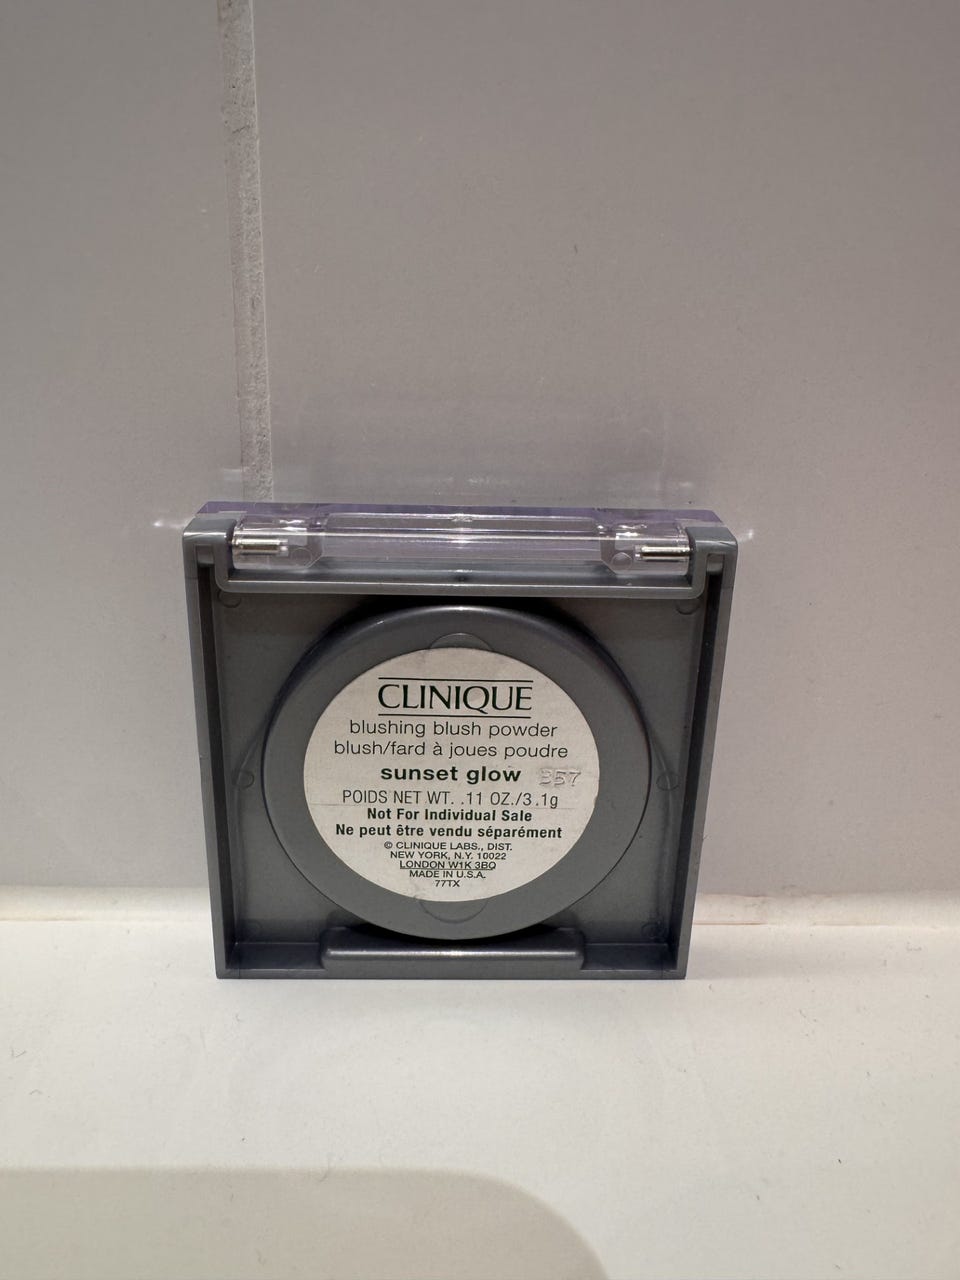 CLINIQUE
blushing blush powder
blush/fard à joues poudre
sunset glow B57
POIDS NET WT. .11 OZ./3.1g
Not For Individual Sale
Ne peut être vendu séparément
© CLINIQUE LABS., DIST.
NEW YORK, N.Y. 10022
LONDON W1K 3BQ
MADE IN U.S.A.
77TX